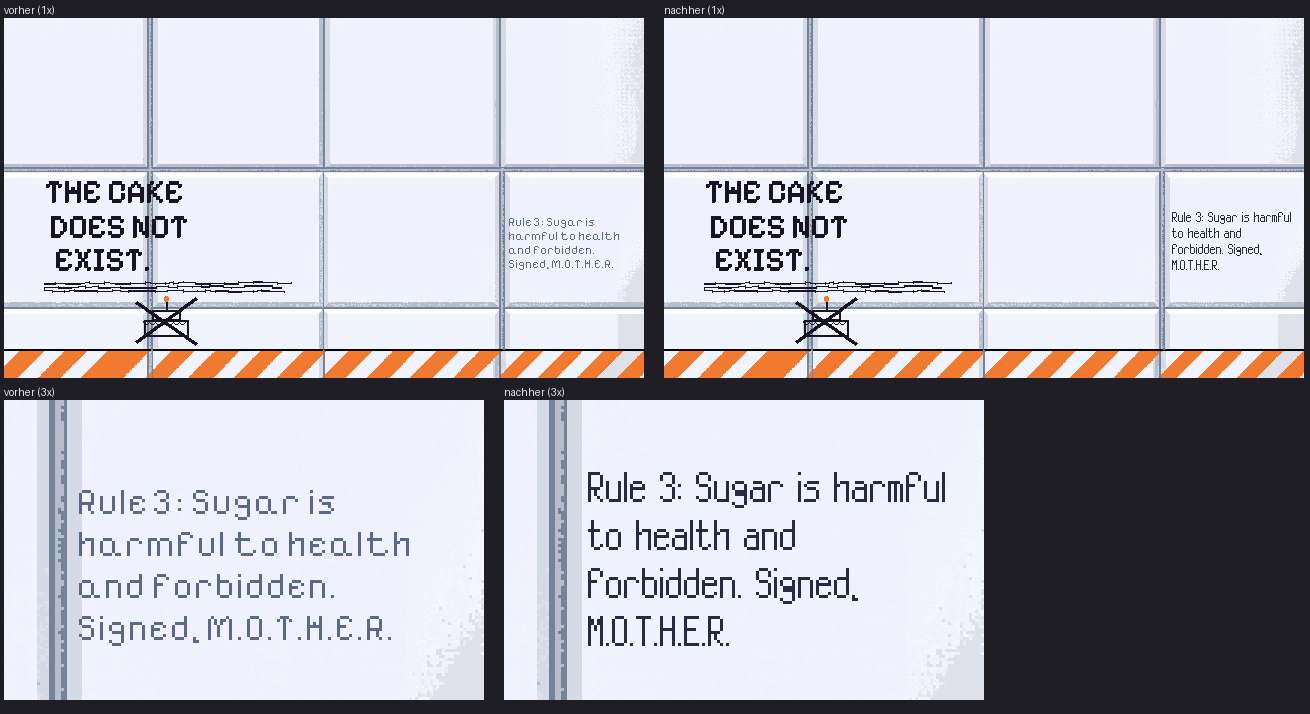 vorher (1x)
THE CAKE
DOES NOT
EXIST.
Rule 3: Sugar is
harmful to health
and forbidden.
Signed, M.O.T.H.E.R.
nachher (1x)
THE CAKE
DOES NOT
EXIST.
Rule 3: Sugar is harmful
to health and
forbidden. Signed,
M.O.T.H.E.R.
vorher (3x)
Rule 3: Sugar is
harmful to health
and forbidden.
Signed, M.O.T.H.E.R.
nachher (3x)
Rule 3: Sugar is harmful
to health and
forbidden. Signed,
M.O.T.H.E.R.